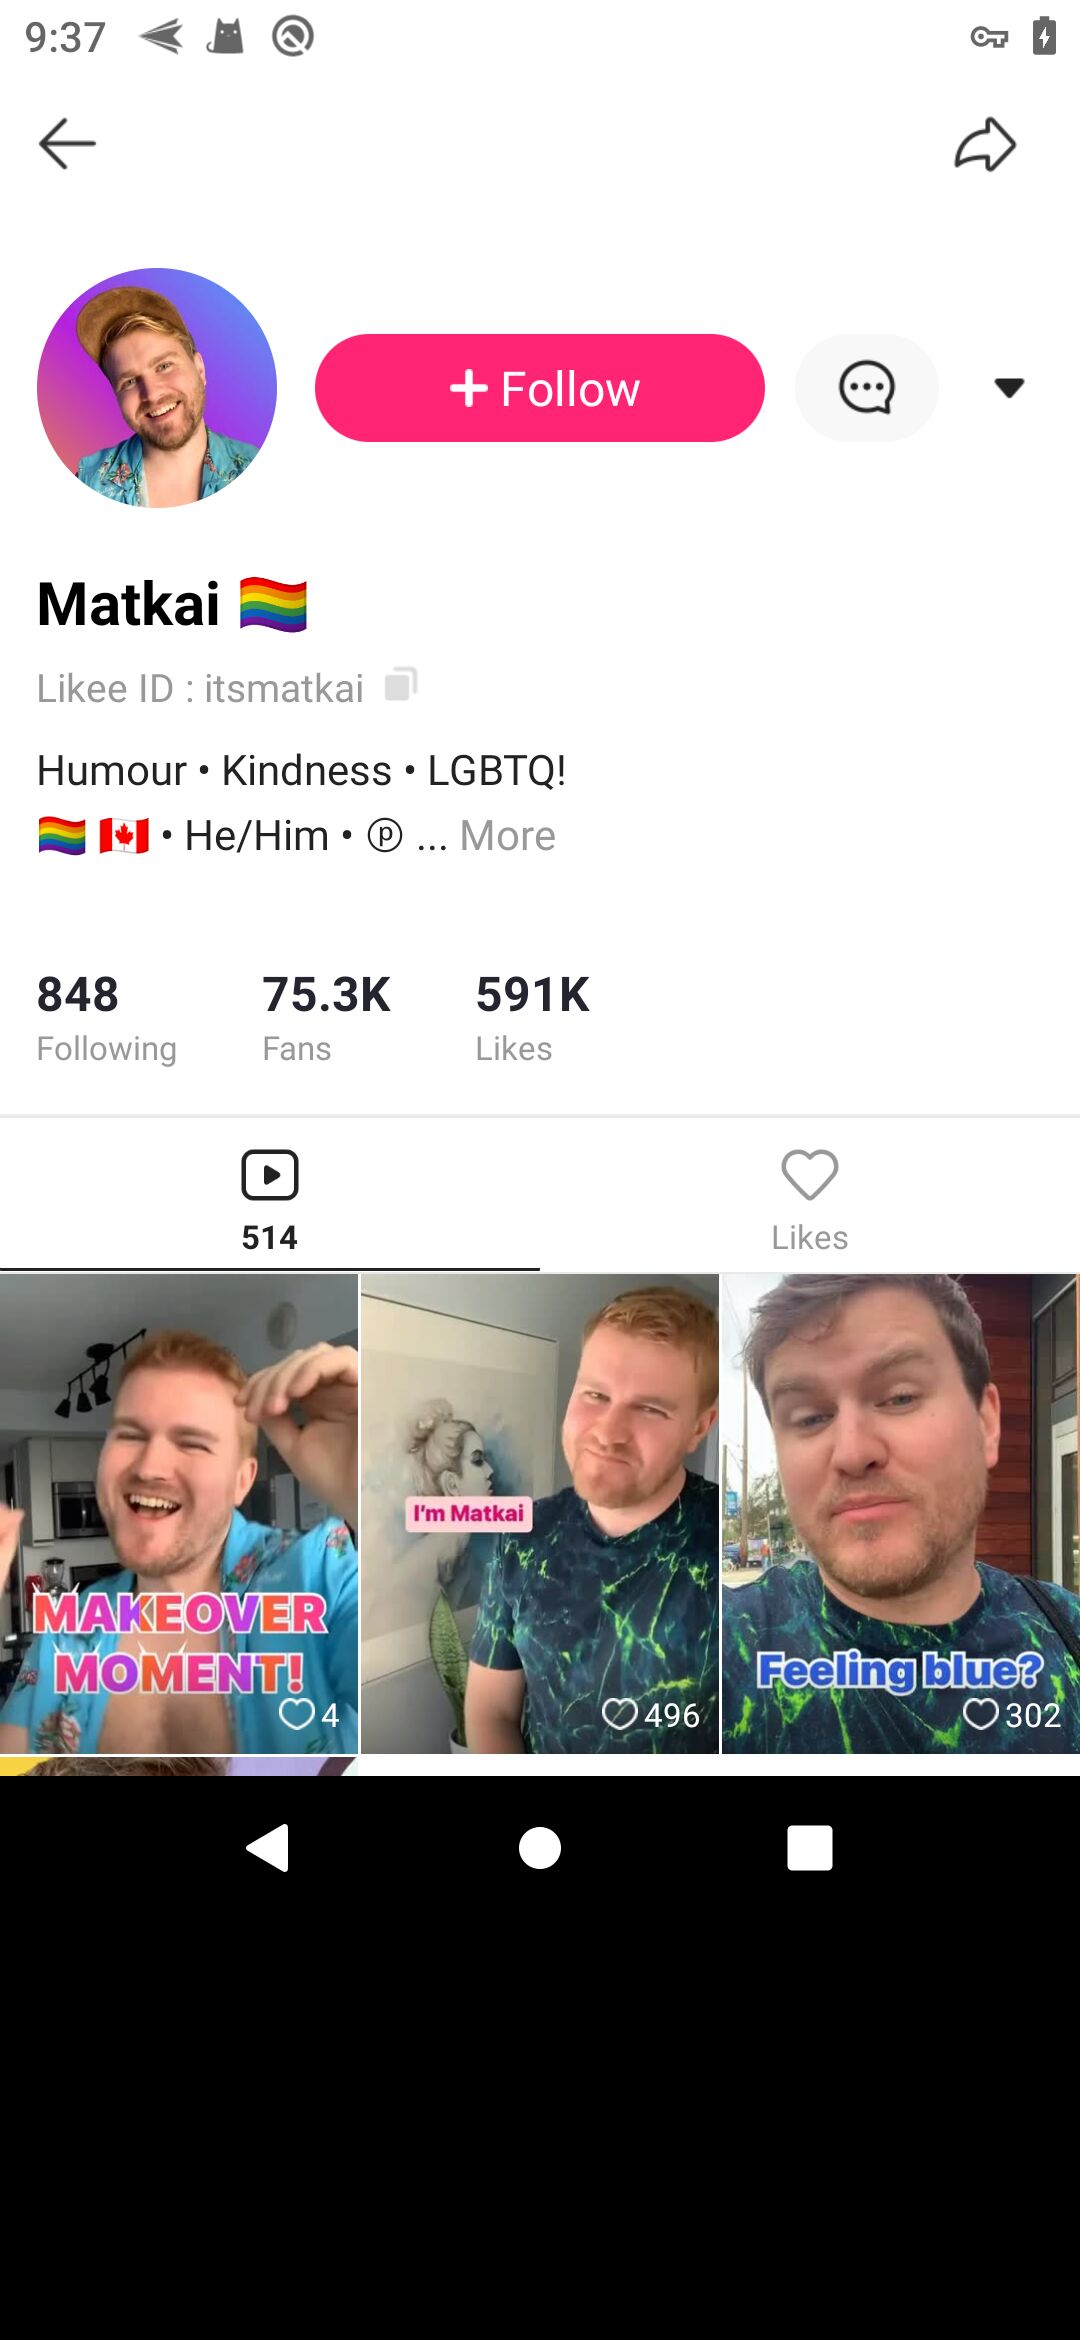 9:37
+ Follow
Matkai 🏳️‍🌈
Likee ID : itsmatkai
Humour • Kindness • LGBTQ!
🏳️‍🌈 🇨🇦 • He/Him • ⓟ ... More
848 75.3K 591K
Following Fans Likes
514 Likes
MAKEOVER
MOMENT!
4
I'm Matkai
496
Feeling blue?
302